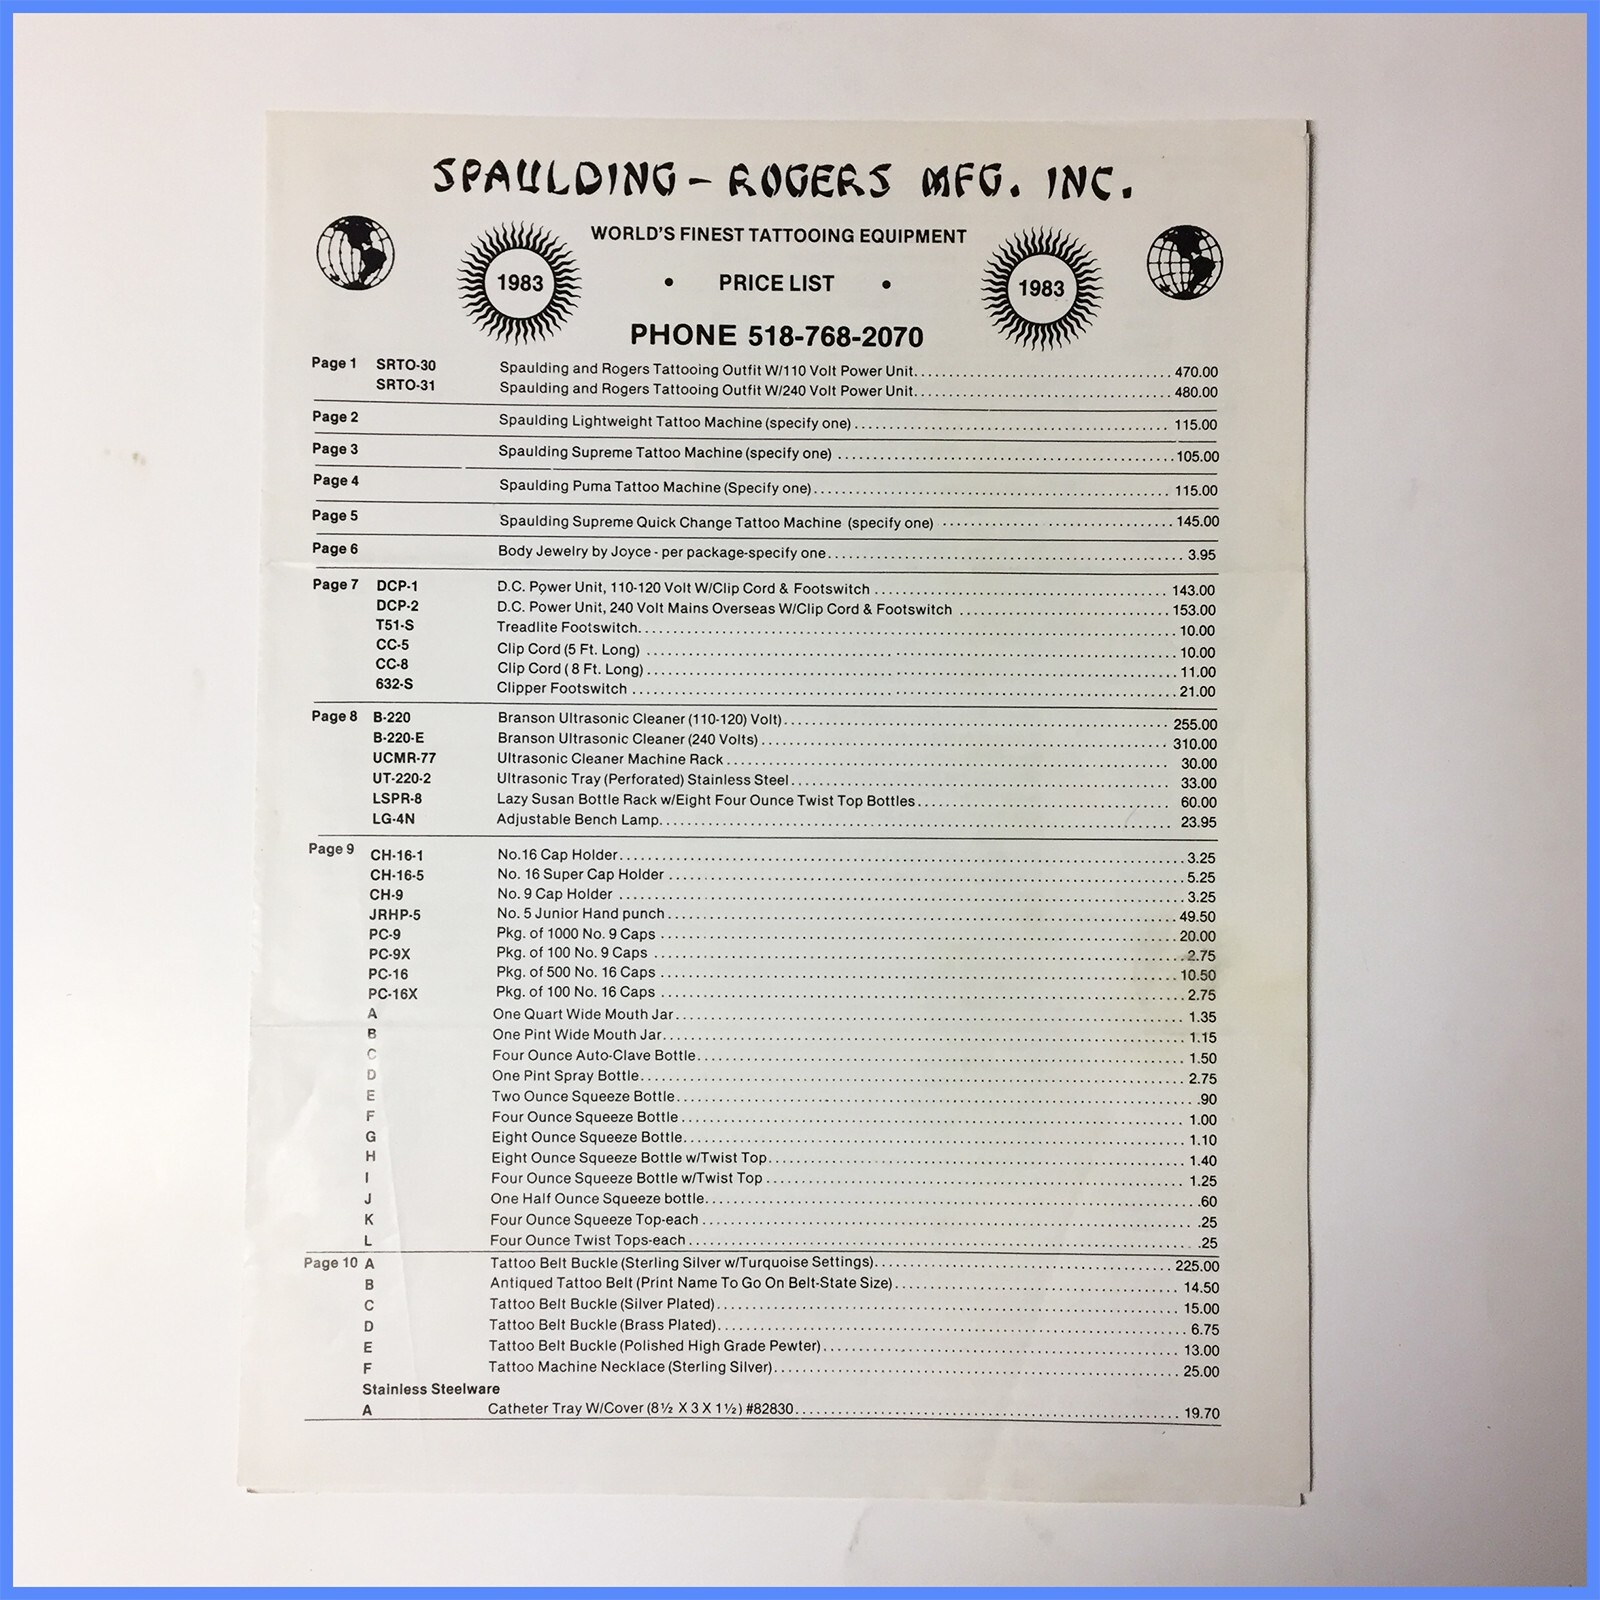 SPAULDING - ROGERS MFG. INC.
WORLD'S FINEST TATTOOING EQUIPMENT
1983 • PRICE LIST • 1983
PHONE 518-768-2070
Page 1 SRTO-30 Spaulding and Rogers Tattooing Outfit W/110 Volt Power Unit 470.00
SRTO-31 Spaulding and Rogers Tattooing Outfit W/240 Volt Power Unit 480.00
Page 2 Spaulding Lightweight Tattoo Machine (specify one) 115.00
Page 3 Spaulding Supreme Tattoo Machine (specify one) 105.00
Page 4 Spaulding Puma Tattoo Machine (Specify one) 115.00
Page 5 Spaulding Supreme Quick Change Tattoo Machine (specify one) 145.00
Page 6 Body Jewelry by Joyce - per package-specify one 3.95
Page 7 DCP-1 D.C. Power Unit, 110-120 Volt W/Clip Cord & Footswitch 143.00
DCP-2 D.C. Power Unit, 240 Volt Mains Overseas W/Clip Cord & Footswitch 153.00
T51-S Treadlite Footswitch 10.00
CC-5 Clip Cord (5 Ft. Long) 10.00
CC-8 Clip Cord ( 8 Ft. Long) 11.00
632-S Clipper Footswitch 21.00
Page 8 B-220 Branson Ultrasonic Cleaner (110-120) Volt) 255.00
B-220-E Branson Ultrasonic Cleaner (240 Volts) 310.00
UCMR-77 Ultrasonic Cleaner Machine Rack 30.00
UT-220-2 Ultrasonic Tray (Perforated) Stainless Steel 33.00
LSPR-8 Lazy Susan Bottle Rack w/Eight Four Ounce Twist Top Bottles 60.00
LG-4N Adjustable Bench Lamp 23.95
Page 9 CH-16-1 No.16 Cap Holder 3.25
CH-16-5 No. 16 Super Cap Holder 5.25
CH-9 No. 9 Cap Holder 3.25
JRHP-5 No. 5 Junior Hand punch 49.50
PC-9 Pkg. of 1000 No. 9 Caps 20.00
PC-9X Pkg. of 100 No. 9 Caps 2.75
PC-16 Pkg. of 500 No. 16 Caps 10.50
PC-16X Pkg. of 100 No. 16 Caps 2.75
A One Quart Wide Mouth Jar 1.35
B One Pint Wide Mouth Jar 1.15
C Four Ounce Auto-Clave Bottle 1.50
D One Pint Spray Bottle 2.75
E Two Ounce Squeeze Bottle .90
F Four Ounce Squeeze Bottle 1.00
G Eight Ounce Squeeze Bottle 1.10
H Eight Ounce Squeeze Bottle w/Twist Top 1.40
I Four Ounce Squeeze Bottle w/Twist Top 1.25
J One Half Ounce Squeeze bottle .60
K Four Ounce Squeeze Top-each .25
L Four Ounce Twist Tops-each .25
Page 10 A Tattoo Belt Buckle (Sterling Silver w/Turquoise Settings) 225.00
B Antiqued Tattoo Belt (Print Name To Go On Belt-State Size) 14.50
C Tattoo Belt Buckle (Silver Plated) 15.00
D Tattoo Belt Buckle (Brass Plated) 6.75
E Tattoo Belt Buckle (Polished High Grade Pewter) 13.00
F Tattoo Machine Necklace (Sterling Silver) 25.00
Stainless Steelware
A Catheter Tray W/Cover (8½ X 3 X 1½) #82830 19.70